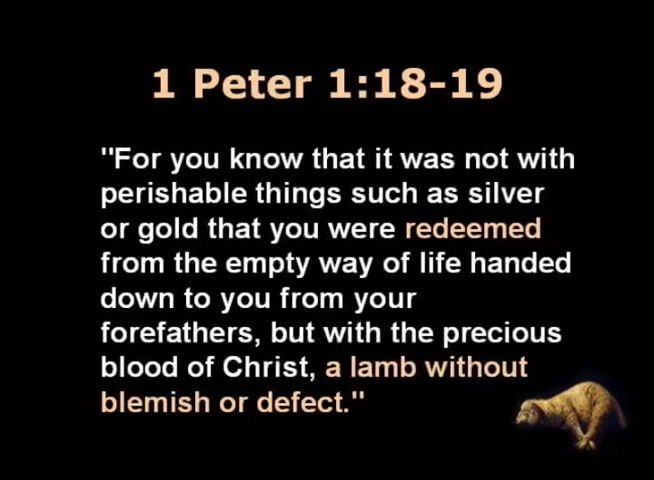 1 Peter 1:18-19
"For you know that it was not with
perishable things such as silver
or gold that you were redeemed
from the empty way of life handed
down to you from your
forefathers, but with the precious
blood of Christ, a lamb without
blemish or defect."